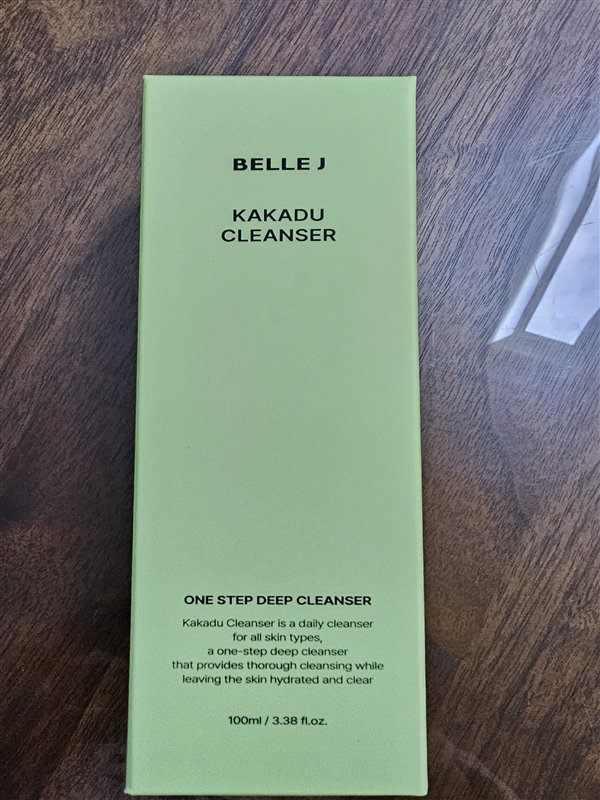 BELLE J
KAKADU
CLEANSER
ONE STEP DEEP CLEANSER
Kakadu Cleanser is a daily cleanser
for all skin types,
a one-step deep cleanser
that provides thorough cleansing while
leaving the skin hydrated and clear
100ml / 3.38 fl.oz.